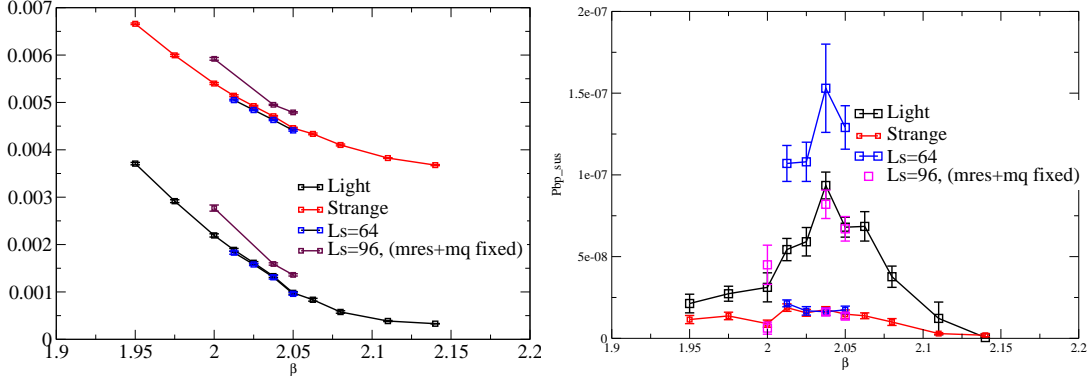 0.007
0.006
0.005
0.004
0.003
0.002
0.001
0
1.9
1.95
2
2.05
2.1
2.15
2.2
β
Light
Strange
Ls=64
Ls=96, (mres+mq fixed)
2e-07
1.5e-07
1e-07
5e-08
0
Pbp_sus
1.9
1.95
2
2.05
2.1
2.15
2.2
β
Light
Strange
Ls=64
Ls=96, (mres+mq fixed)